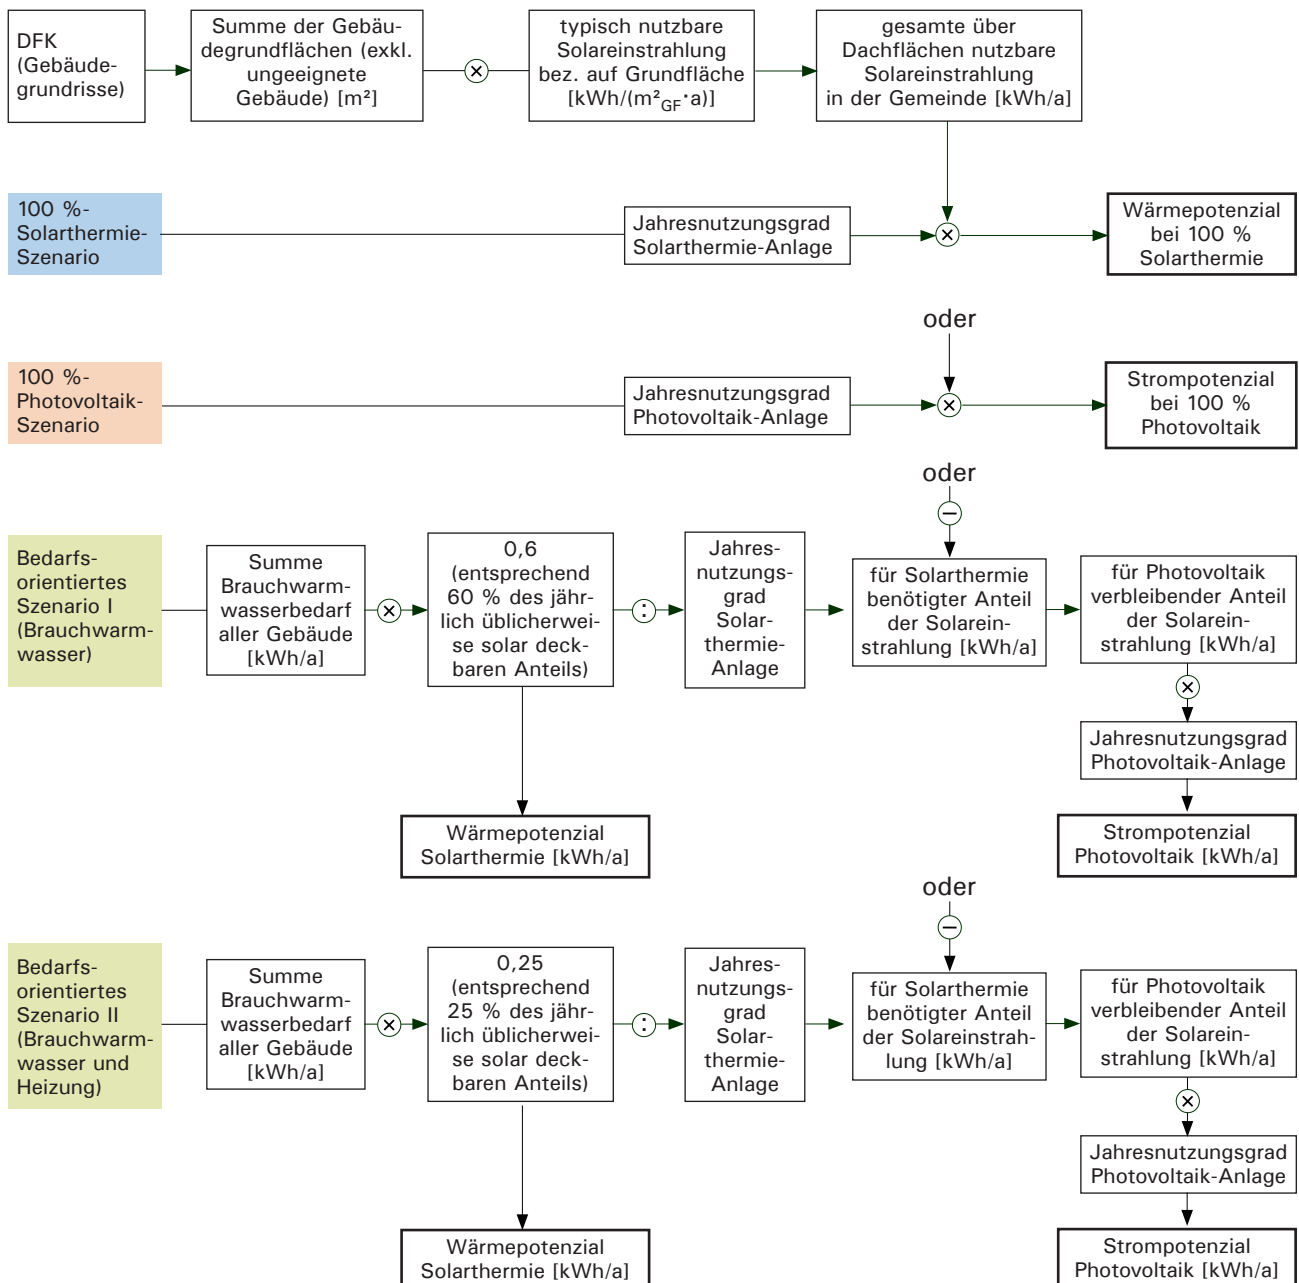 DFK
(Gebäude-
grundrisse)
Summe der Gebäu-
degrundflächen (exkl.
ungeeignete
Gebäude) [m²]
×
typisch nutzbare
Solareinstrahlung
bez. auf Grundfläche
[kWh/(m²GF·a)]
gesamte über
Dachflächen nutzbare
Solareinstrahlung
in der Gemeinde [kWh/a]
100 %-
Solarthermie-
Szenario
Jahresnutzungsgrad
Solarthermie-Anlage
×
Wärmepotenzial
bei 100 %
Solarthermie
oder
100 %-
Photovoltaik-
Szenario
Jahresnutzungsgrad
Photovoltaik-Anlage
×
Strompotenzial
bei 100 %
Photovoltaik
oder
−
Bedarfs-
orientiertes
Szenario I
(Brauchwarm-
wasser)
Summe
Brauchwarm-
wasserbedarf
aller Gebäude
[kWh/a]
×
0,6
(entsprechend
60 % des jähr-
lich üblicherwei-
se solar deck-
baren Anteils)
:
Jahres-
nutzungs-
grad
Solar-
thermie-
Anlage
für Solarthermie
benötigter Anteil
der Solarein-
strahlung [kWh/a]
für Photovoltaik
verbleibender Anteil
der Solarein-
strahlung [kWh/a]
×
Jahresnutzungsgrad
Photovoltaik-Anlage
Wärmepotenzial
Solarthermie [kWh/a]
Strompotenzial
Photovoltaik [kWh/a]
oder
−
Bedarfs-
orientiertes
Szenario II
(Brauchwarm-
wasser und
Heizung)
Summe
Brauchwarm-
wasserbedarf
aller Gebäude
[kWh/a]
×
0,25
(entsprechend
25 % des jähr-
lich üblicherwei-
se solar deck-
baren Anteils)
:
Jahres-
nutzungs-
grad
Solar-
thermie-
Anlage
für Solarthermie
benötigter Anteil
der Solareinstrah-
lung [kWh/a]
für Photovoltaik
verbleibender Anteil
der Solarein-
strahlung [kWh/a]
×
Jahresnutzungsgrad
Photovoltaik-Anlage
Wärmepotenzial
Solarthermie [kWh/a]
Strompotenzial
Photovoltaik [kWh/a]